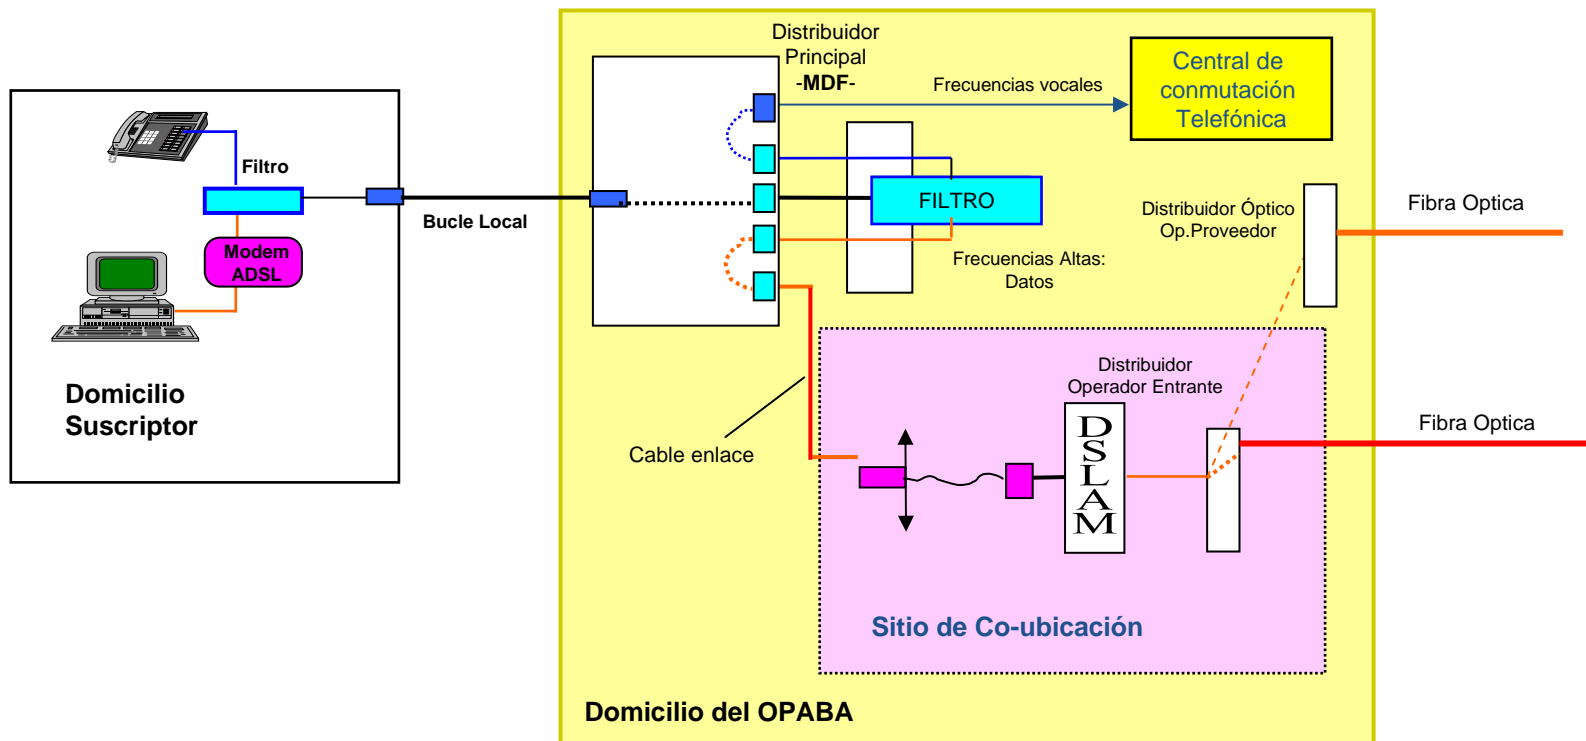 Distribuidor
Principal
-MDF-
Central de
conmutación
Telefónica
Frecuencias vocales
Filtro
Bucle Local
FILTRO
Modem
ADSL
Frecuencias Altas:
Datos
Distribuidor Óptico
Op.Proveedor
Fibra Optica
Domicilio
Suscriptor
Cable enlace
Distribuidor
Operador Entrante
DSLAM
Fibra Optica
Sitio de Co-ubicación
Domicilio del OPABA